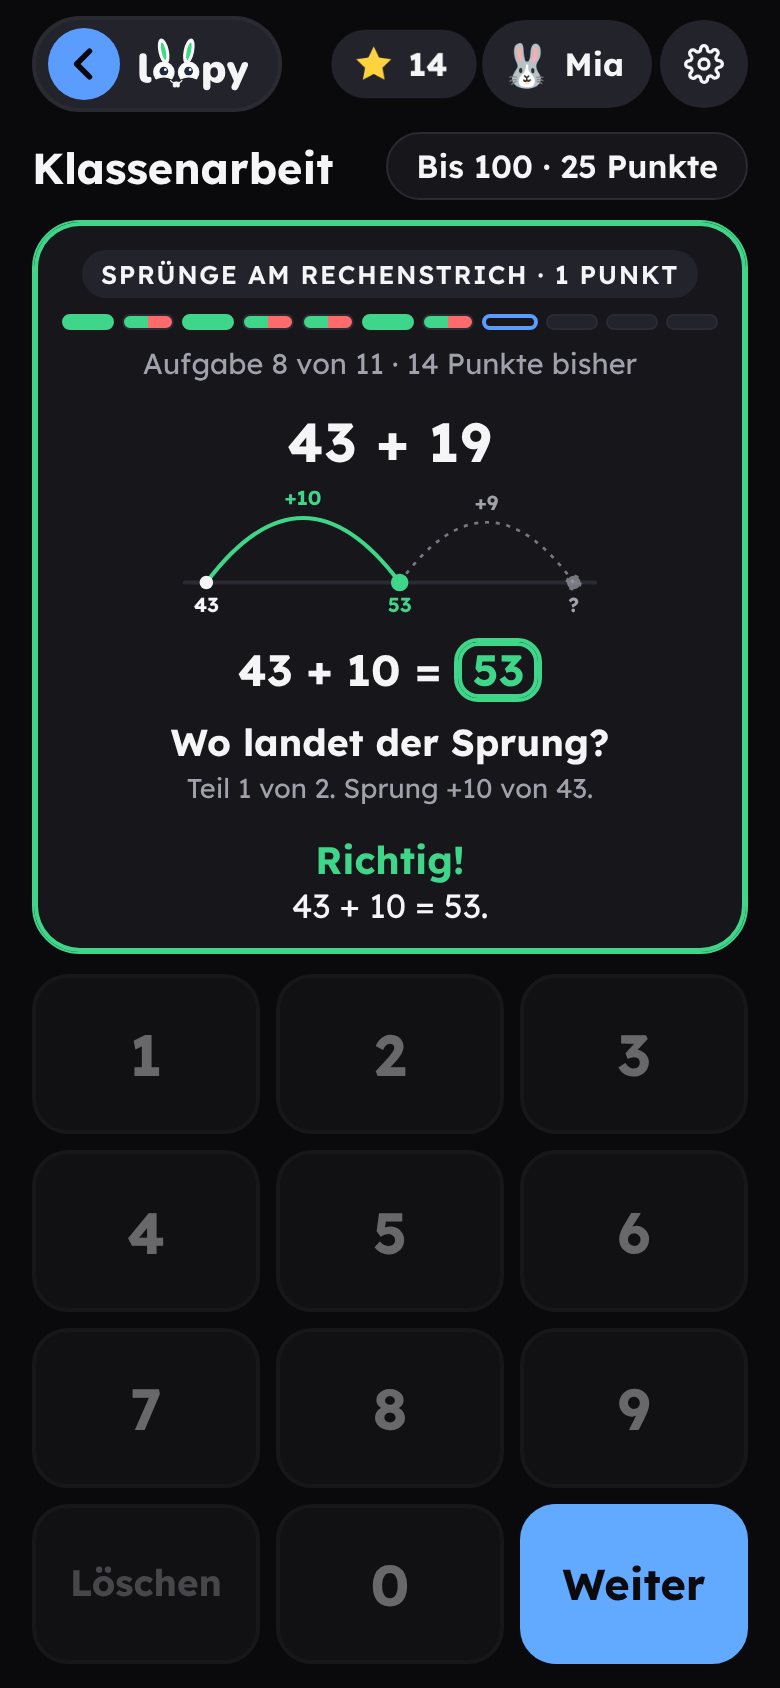 loopy
14
Mia
Klassenarbeit
Bis 100 · 25 Punkte
SPRÜNGE AM RECHENSTRICH · 1 PUNKT
Aufgabe 8 von 11 · 14 Punkte bisher
43 + 19
+10
+9
43
53
?
43 + 10 = 53
Wo landet der Sprung?
Teil 1 von 2. Sprung +10 von 43.
Richtig!
43 + 10 = 53.
1
2
3
4
5
6
7
8
9
Löschen
0
Weiter